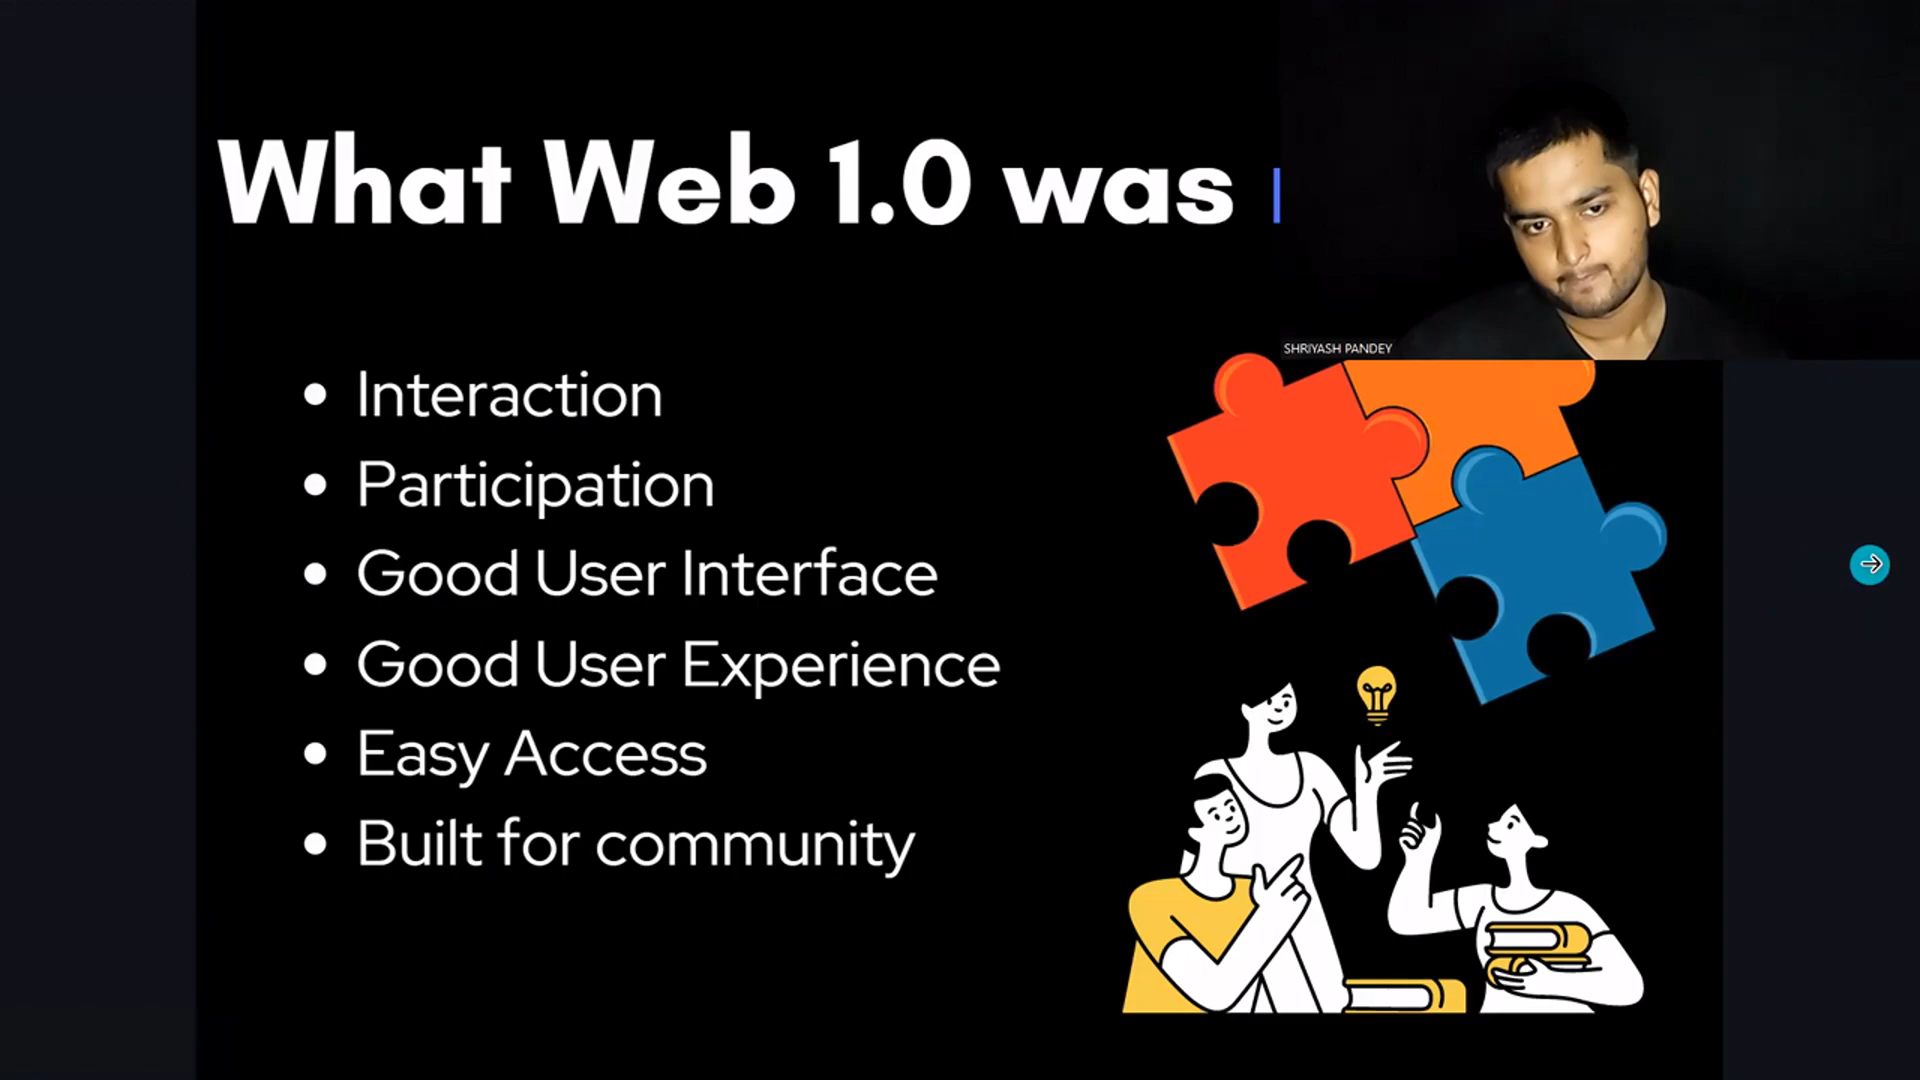 What Web 1.0 was
SHRIYASH PANDEY
Interaction
Participation
Good User Interface
Good User Experience
Easy Access
Built for community